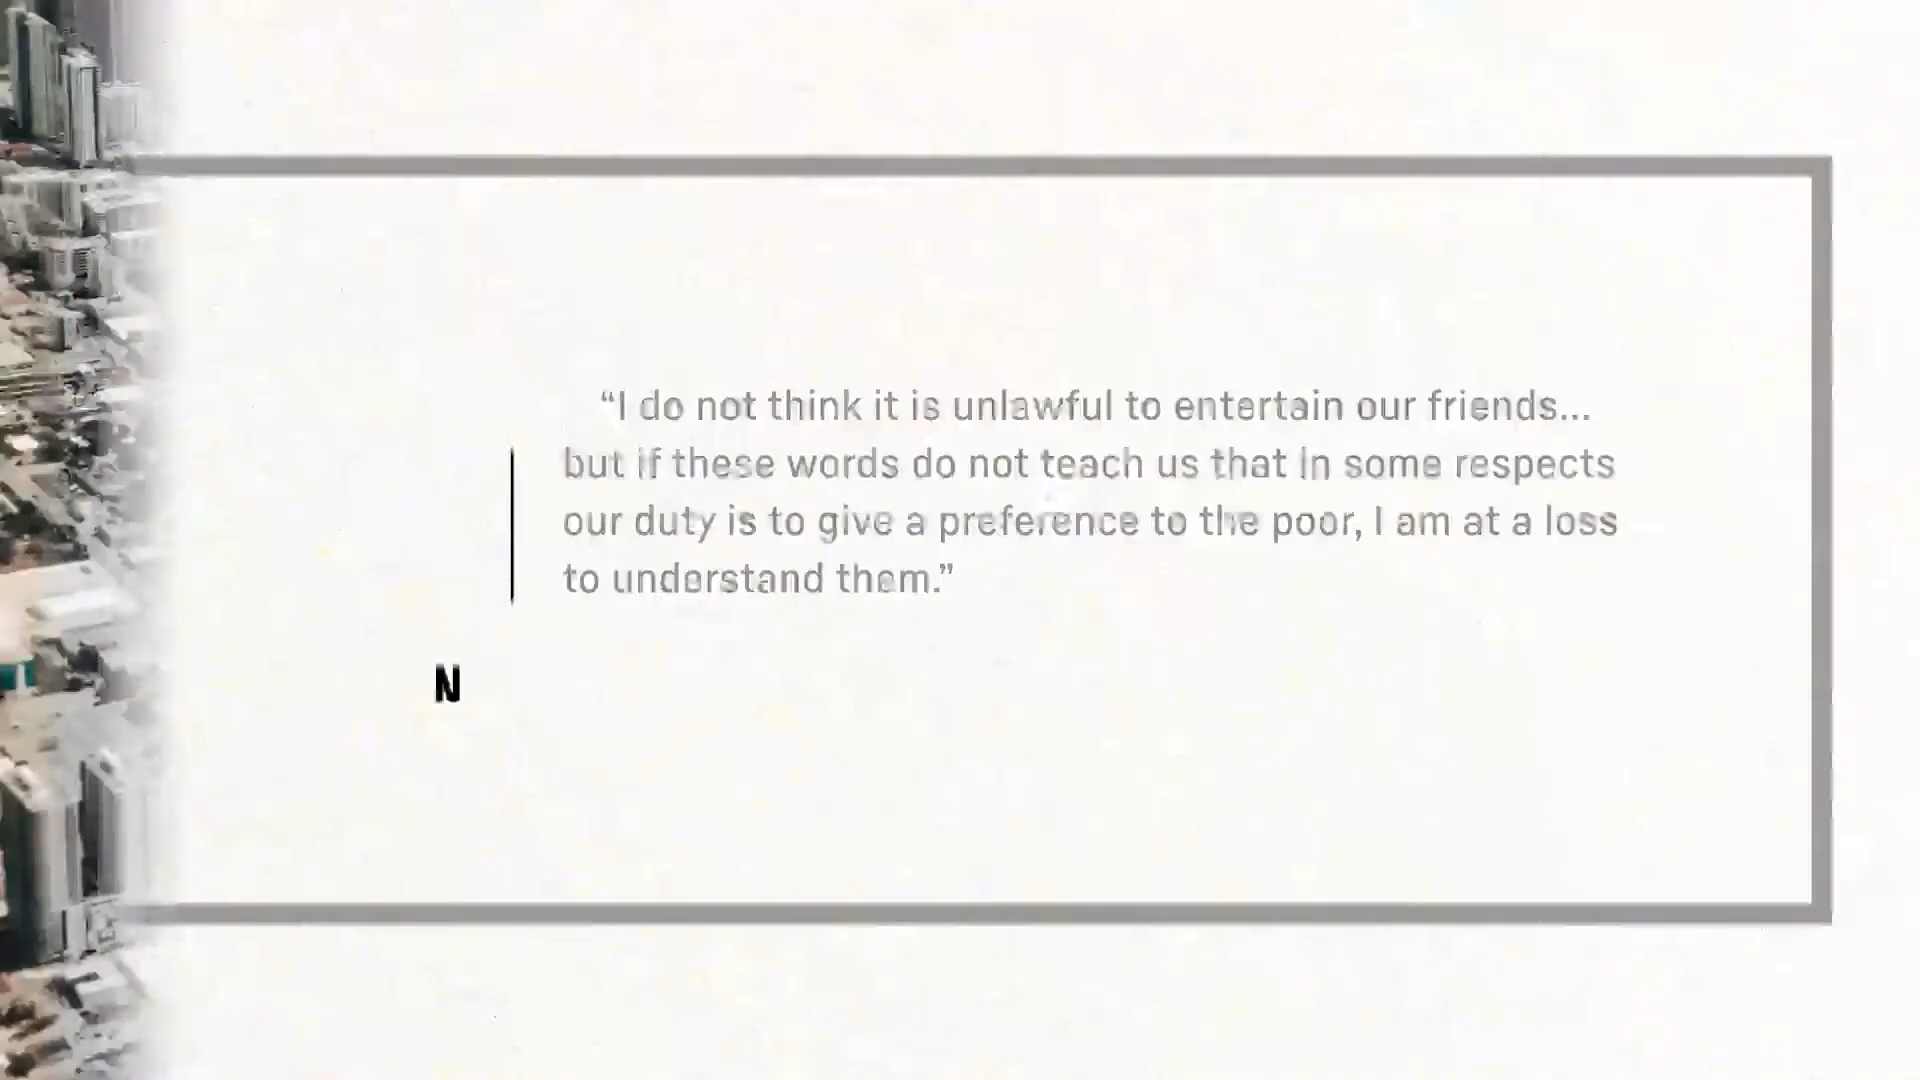 “I do not think it is unlawful to entertain our friends...
but if these words do not teach us that in some respects
our duty is to give a preference to the poor, I am at a loss
to understand them.”
N